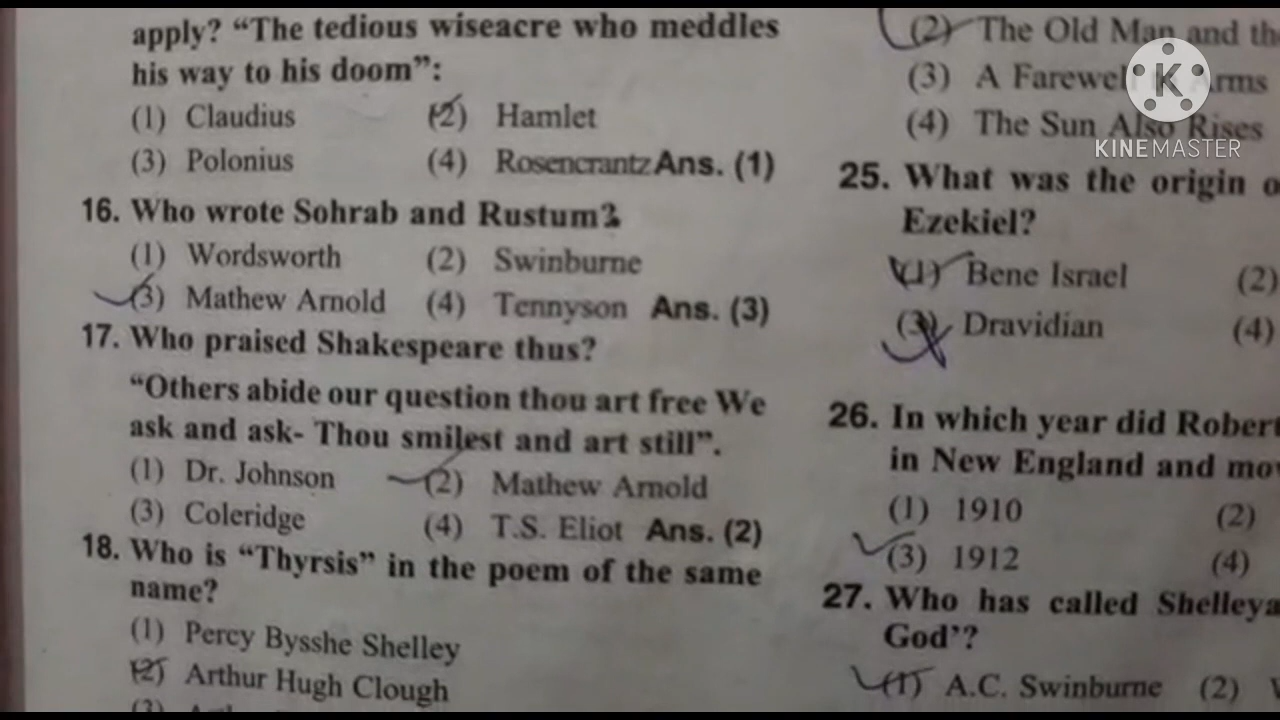 apply? “The tedious wiseacre who meddles
his way to his doom”:
(1) Claudius (2) Hamlet
(3) Polonius (4) Rosencrantz Ans. (1)
16. Who wrote Sohrab and Rustum?
(1) Wordsworth (2) Swinburne
(3) Mathew Arnold (4) Tennyson Ans. (3)
17. Who praised Shakespeare thus?
“Others abide our question thou art free We
ask and ask- Thou smilest and art still”.
(1) Dr. Johnson (2) Mathew Arnold
(3) Coleridge (4) T.S. Eliot Ans. (2)
18. Who is “Thyrsis” in the poem of the same
name?
(1) Percy Bysshe Shelley
(2) Arthur Hugh Clough
(3)
(2) The Old Man and
(3) A Farewell Arms
(4) The Sun Also Rises
25. What was the origin
Ezekiel?
(1) Bene Israel (2)
(3) Dravidian (4)
26. In which year did Robert
in New England and
(1) 1910 (2)
(3) 1912 (4)
27. Who has called Shelley
God’?
(1) A.C. Swinburne (2)
K
KINEMASTER